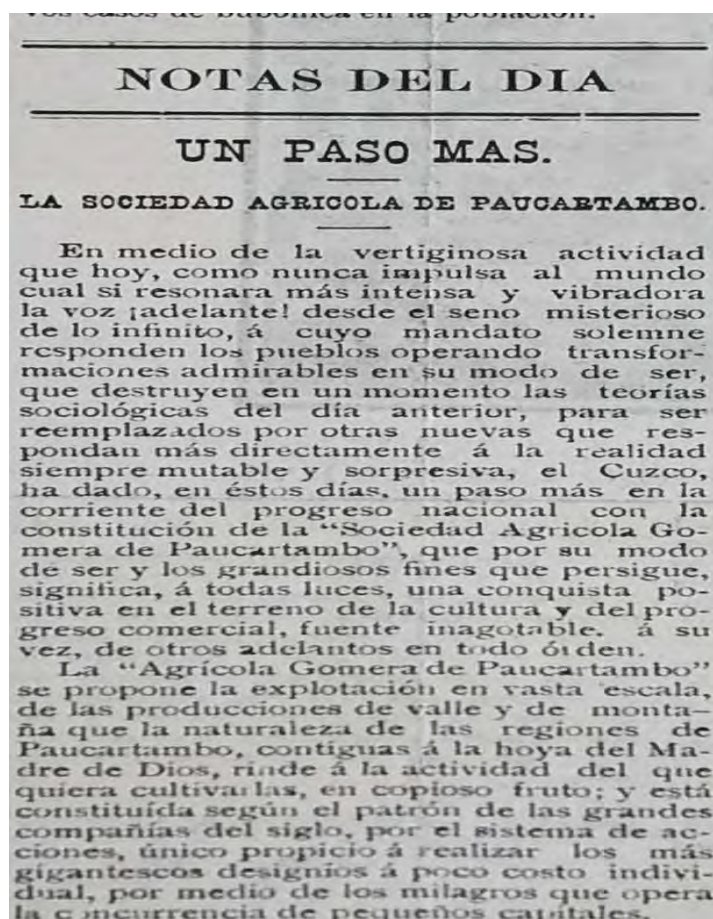 vos casos de bubónica en la población.
NOTAS DEL DIA
UN PASO MAS.
LA SOCIEDAD AGRICOLA DE PAUCARTAMBO.
En medio de la vertiginosa actividad
que hoy, como nunca impulsa al mundo
cual si resonara más intensa y vibradora
la voz ¡adelante! desde el seno misterioso
de lo infinito, á cuyo mandato solemne
responden los pueblos operando transfor-
maciones admirables en su modo de ser,
que destruyen en un momento las teorías
sociológicas del día anterior, para ser
reemplazados por otras nuevas que res-
pondan más directamente á la realidad
siempre mutable y sorpresiva, el Cuzco,
ha dado, en éstos días, un paso más en la
corriente del progreso nacional con la
constitución de la “Sociedad Agricola Go-
mera de Paucartambo”, que por su modo
de ser y los grandiosos fines que persigue,
significa, á todas luces, una conquista po-
sitiva en el terreno de la cultura y del pro-
greso comercial, fuente inagotable. á su
vez, de otros adelantos en todo órden.
La “Agrícola Gomera de Paucartambo”
se propone la explotación en vasta escala,
de las producciones de valle y de monta-
ña que la naturaleza de las regiones de
Paucartambo, contiguas á la hoya del Ma-
dre de Dios, rinde á la actividad del que
quiera cultivarlas, en copioso fruto; y está
constituída según el patrón de las grandes
compañías del siglo, por el sistema de ac-
ciones, único propicio á realizar los más
gigantescos designios á poco costo indivi-
dual, por medio de los milagros que opera
la concurrencia de pequeños capitales